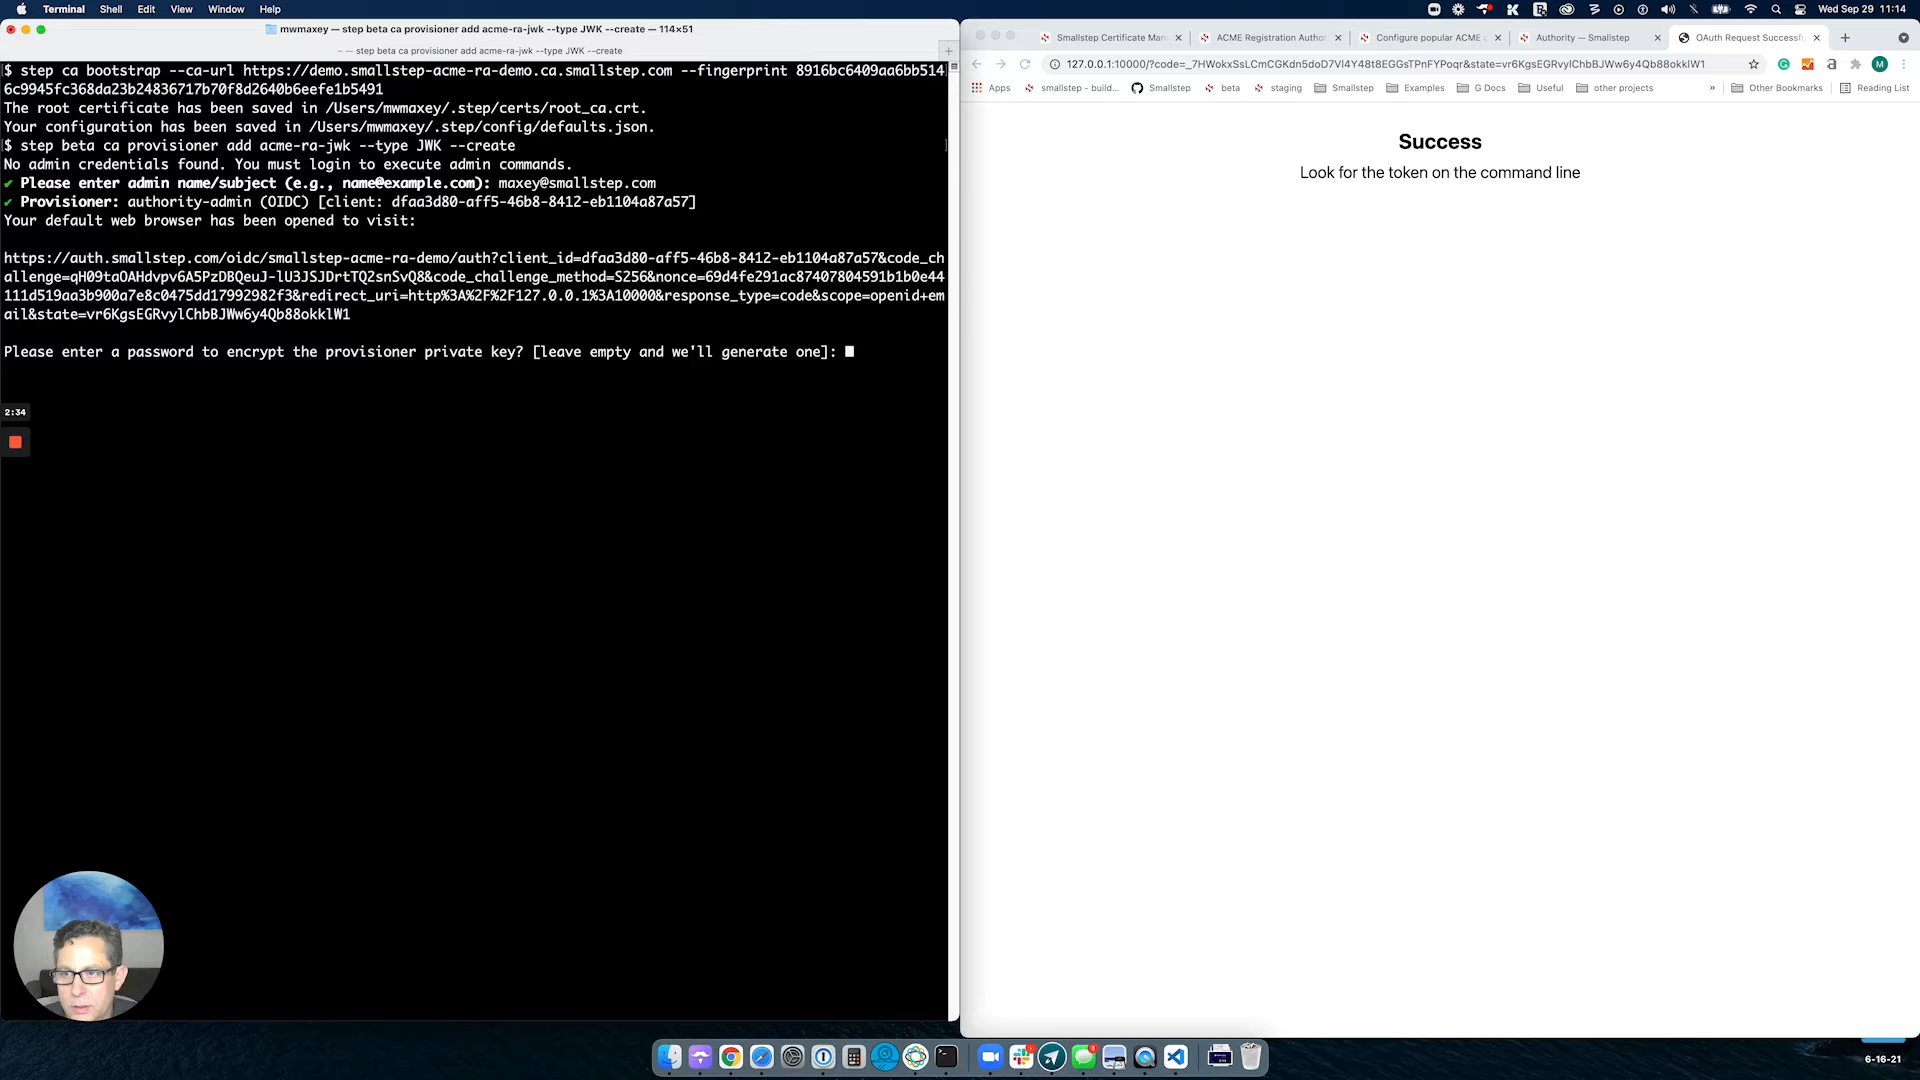 Terminal Shell Edit View Window Help
Wed Sep 29 11:14
mwmaxey — step beta ca provisioner add acme-ra-jwk --type JWK --create — 114×51
~ — step beta ca provisioner add acme-ra-jwk --type JWK --create
$ step ca bootstrap --ca-url https://demo.smallstep-acme-ra-demo.ca.smallstep.com --fingerprint 8916bc6409aa6bb514
6c9945fc368da23b24836717b70f8d2640b6eefe1b5491
The root certificate has been saved in /Users/mwmaxey/.step/certs/root_ca.crt.
Your configuration has been saved in /Users/mwmaxey/.step/config/defaults.json.
$ step beta ca provisioner add acme-ra-jwk --type JWK --create
No admin credentials found. You must login to execute admin commands.
✔ Please enter admin name/subject (e.g., name@example.com): maxey@smallstep.com
✔ Provisioner: authority-admin (OIDC) [client: dfaa3d80-aff5-46b8-8412-eb1104a87a57]
Your default web browser has been opened to visit:
https://auth.smallstep.com/oidc/smallstep-acme-ra-demo/auth?client_id=dfaa3d80-aff5-46b8-8412-eb1104a87a57&code_ch
allenge=qH09taOAHdvpv6A5PzDBQeuJ-lU3JSJDrtTQ2snSvQ8&code_challenge_method=S256&nonce=69d4fe291ac87407804591b1b0e44
111d519aa3b900a7e8c0475dd17992982f3&redirect_uri=http%3A%2F%2F127.0.0.1%3A10000&response_type=code&scope=openid+em
ail&state=vr6KgsEGRvylChbBJWw6y4Qb88okklW1
Please enter a password to encrypt the provisioner private key? [leave empty and we'll generate one]:
2:34
Smallstep Certificate Man
ACME Registration Author
Configure popular ACME c
Authority — Smallstep
OAuth Request Successfu
127.0.0.1:10000/?code=_7HWokxSsLCmCGKdn5doD7Vl4Y48t8EGGsTPnFYPoqr&state=vr6KgsEGRvylChbBJWw6y4Qb88okklW1
M
Apps smallstep - build... Smallstep beta staging Smallstep Examples G Docs Useful other projects » Other Bookmarks Reading List
Success
Look for the token on the command line
6-16-21